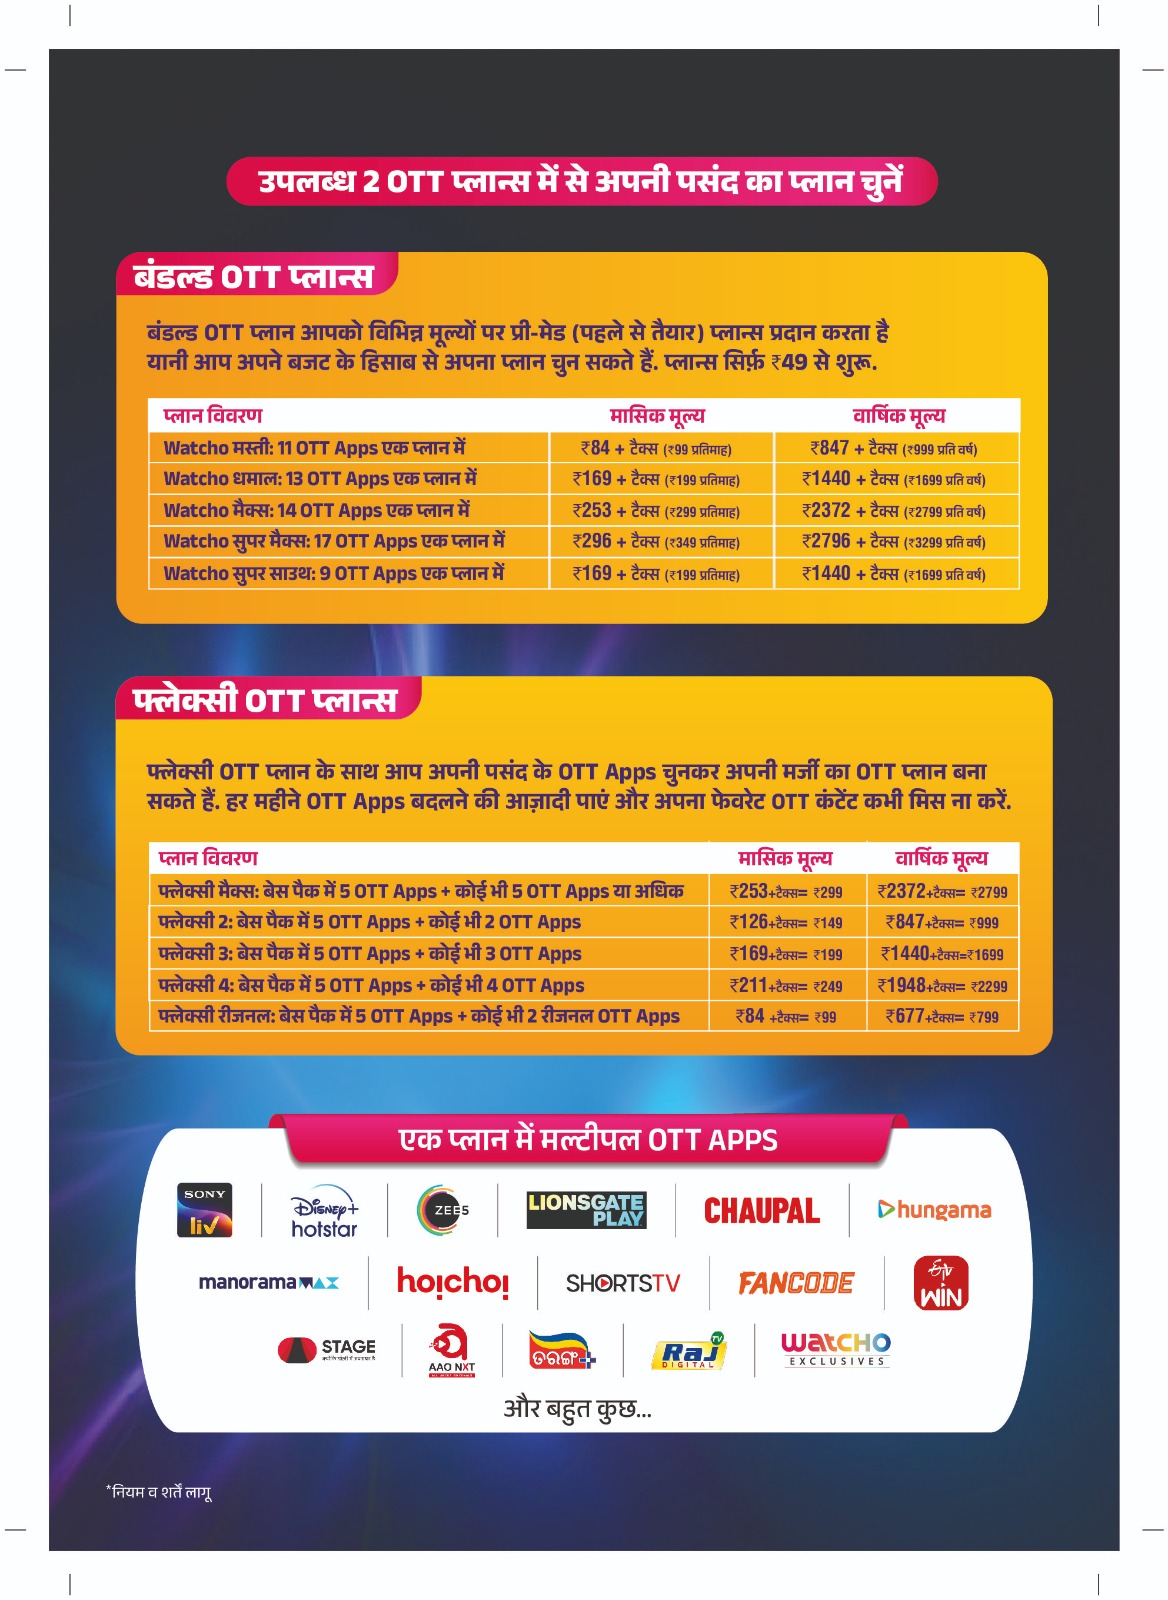 उपलब्ध 2 OTT प्लान्स में से अपनी पसंद का प्लान चुनें
बंडल्ड OTT प्लान्स
बंडल्ड OTT प्लान आपको विभिन्न मूल्यों पर प्री-मेड (पहले से तैयार) प्लान्स प्रदान करता है
यानी आप अपने बजट के हिसाब से अपना प्लान चुन सकते हैं. प्लान्स सिर्फ़ ₹49 से शुरू.
प्लान विवरण मासिक मूल्य वार्षिक मूल्य
Watcho मस्ती: 11 OTT Apps एक प्लान में ₹84 + टैक्स (₹99 प्रतिमाह) ₹847 + टैक्स (₹999 प्रति वर्ष)
Watcho धमाल: 13 OTT Apps एक प्लान में ₹169 + टैक्स (₹199 प्रतिमाह) ₹1440 + टैक्स (₹1699 प्रति वर्ष)
Watcho मैक्स: 14 OTT Apps एक प्लान में ₹253 + टैक्स (₹299 प्रतिमाह) ₹2372 + टैक्स (₹2799 प्रति वर्ष)
Watcho सुपर मैक्स: 17 OTT Apps एक प्लान में ₹296 + टैक्स (₹349 प्रतिमाह) ₹2796 + टैक्स (₹3299 प्रति वर्ष)
Watcho सुपर साउथ: 9 OTT Apps एक प्लान में ₹169 + टैक्स (₹199 प्रतिमाह) ₹1440 + टैक्स (₹1699 प्रति वर्ष)
फ्लेक्सी OTT प्लान्स
फ्लेक्सी OTT प्लान के साथ आप अपनी पसंद के OTT Apps चुनकर अपनी मर्जी का OTT प्लान बना
सकते हैं. हर महीने OTT Apps बदलने की आज़ादी पाएं और अपना फेवरेट OTT कंटेंट कभी मिस ना करें.
प्लान विवरण मासिक मूल्य वार्षिक मूल्य
फ्लेक्सी मैक्स: बेस पैक में 5 OTT Apps + कोई भी 5 OTT Apps या अधिक ₹253+टैक्स= ₹299 ₹2372+टैक्स= ₹2799
फ्लेक्सी 2: बेस पैक में 5 OTT Apps + कोई भी 2 OTT Apps ₹126+टैक्स= ₹149 ₹847+टैक्स= ₹999
फ्लेक्सी 3: बेस पैक में 5 OTT Apps + कोई भी 3 OTT Apps ₹169+टैक्स= ₹199 ₹1440+टैक्स=₹1699
फ्लेक्सी 4: बेस पैक में 5 OTT Apps + कोई भी 4 OTT Apps ₹211+टैक्स= ₹249 ₹1948+टैक्स= ₹2299
फ्लेक्सी रीजनल: बेस पैक में 5 OTT Apps + कोई भी 2 रीजनल OTT Apps ₹84 +टैक्स= ₹99 ₹677+टैक्स= ₹799
एक प्लान में मल्टीपल OTT APPS
SONY liv Disney+ hotstar ZEE5 LIONSGATE PLAY CHAUPAL hungama
manorama MAX hoichoi SHORTSTV FANCODE etv WIN
STAGE AAO NXT ତରଙ୍ଗ+ Raj TV DIGITAL WATCHO EXCLUSIVES
और बहुत कुछ...
*नियम व शर्तें लागू